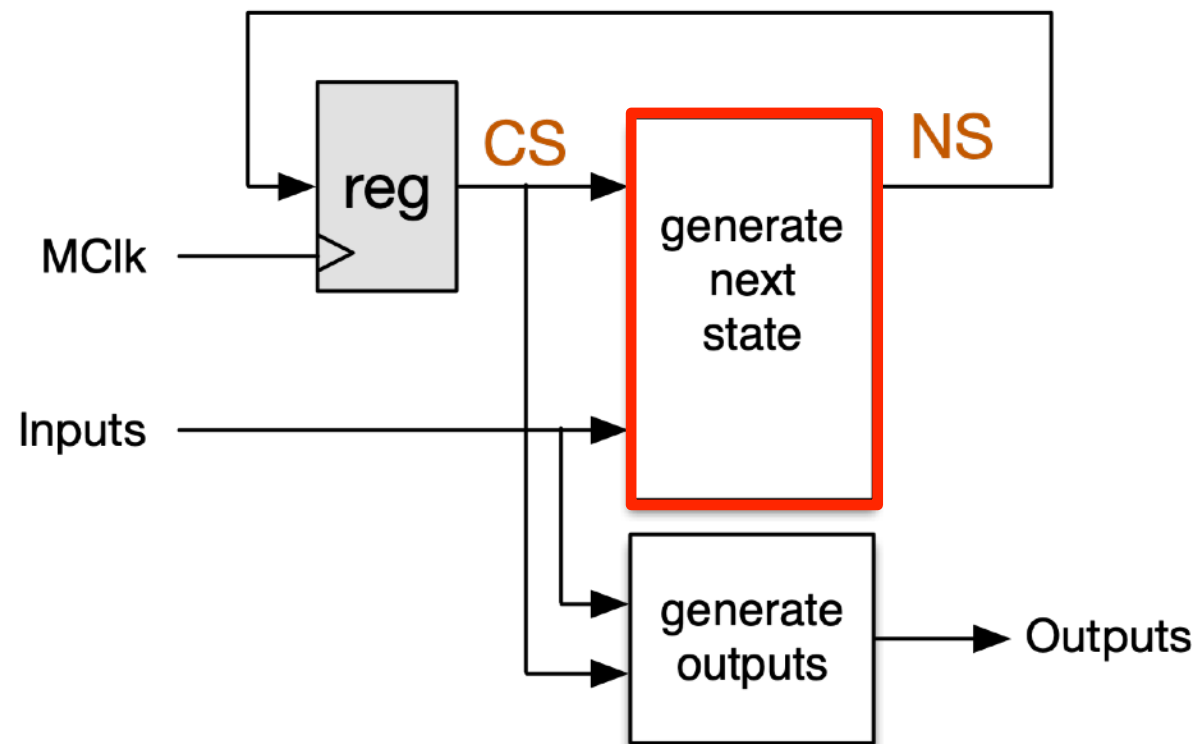 CS
NS
reg
MClk
generate
next
state
Inputs
generate
outputs
Outputs